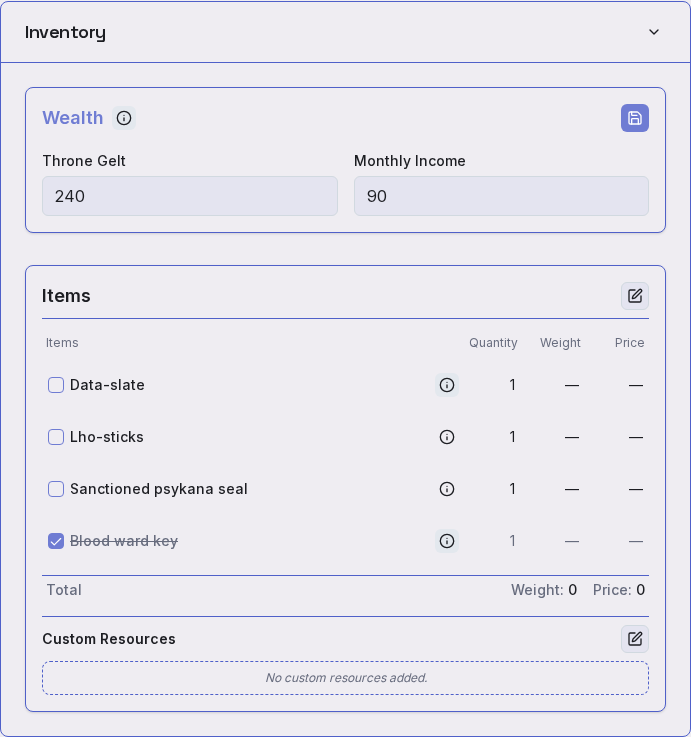 Inventory
Wealth
Throne Gelt Monthly Income
240 90
Items
Items Quantity Weight Price
Data-slate 1 — —
Lho-sticks 1 — —
Sanctioned psykana seal 1 — —
Blood ward key 1 — —
Total Weight: 0 Price: 0
Custom Resources
No custom resources added.